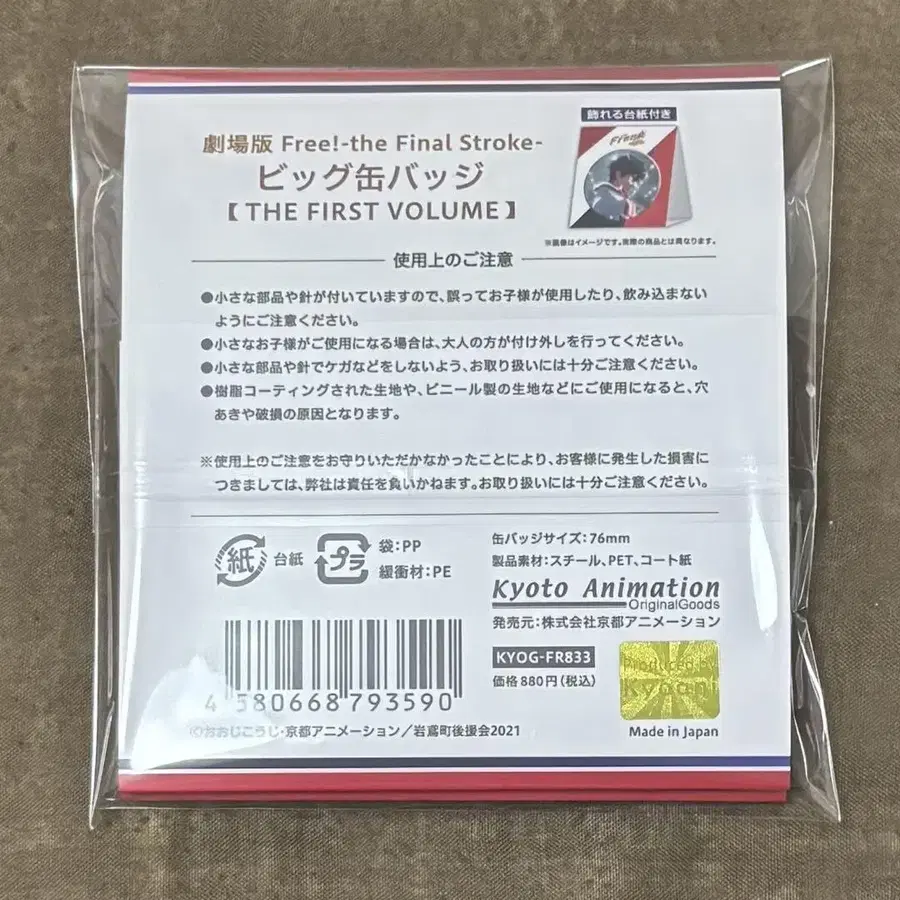 劇場版 Free!-the Final Stroke-
ビッグ缶バッジ
【 THE FIRST VOLUME 】
飾れる台紙付き
※画像はイメージです。実際の商品とは異なります。
使用上のご注意
●小さな部品や針が付いていますので、誤ってお子様が使用したり、飲み込まない
ようにご注意ください。
●小さなお子様がご使用になる場合は、大人の方が付け外しを行ってください。
●小さな部品や針でケガなどをしないよう、お取り扱いには十分ご注意ください。
●樹脂コーティングされた生地や、ビニール製の生地などにご使用になると、穴
あきや破損の原因となります。
※使用上のご注意をお守りいただかなかったことにより、お客様に発生した損害に
つきましては、弊社は責任を負いかねます。お取り扱いには十分ご注意ください。
紙 台紙
プラ 袋:PP
緩衝材:PE
缶バッジサイズ:76mm
製品素材:スチール、PET、コート紙
Kyoto Animation
OriginalGoods
発売元:株式会社京都アニメーション
KYOG-FR833
価格880円(税込)
Produced by
Kyoani
Made in Japan
4 580668 793590
©おおじこうじ・京都アニメーション/岩鳶町後援会2021